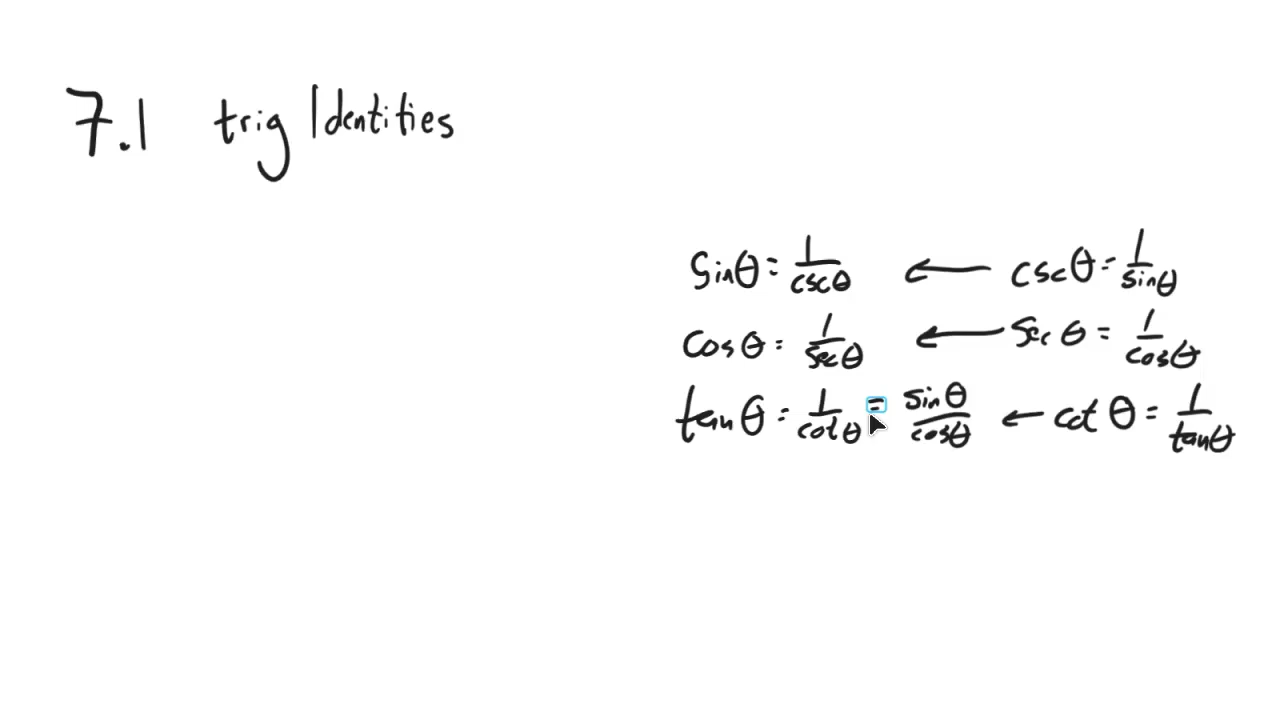 7.1 trig Identities
sinθ = 1/cscθ ← cscθ = 1/sinθ
cosθ = 1/secθ ← secθ = 1/cosθ
tanθ = 1/cotθ = sinθ/cosθ ← cotθ = 1/tanθ